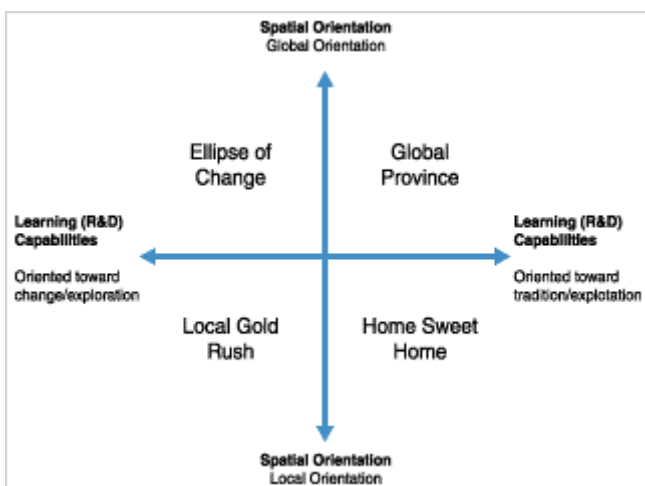 Spatial Orientation
Global Orientation
Ellipse of
Change
Global
Province
Learning (R&D)
Capabilities
Oriented toward
change/exploration
Learning (R&D)
Capabilities
Oriented toward
tradition/explotation
Local Gold
Rush
Home Sweet
Home
Spatial Orientation
Local Orientation